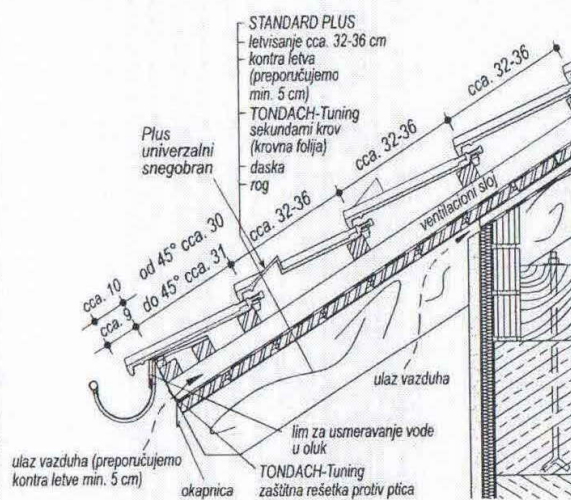 STANDARD PLUS
letvisanje cca. 32-36 cm
kontra letva
(preporučujemo
min. 5 cm)
TONDACH-Tuning
sekundarni krov
(krovna folija)
daska
rog
Plus
univerzalni
snegobran
cca. 32-36
cca. 32-36
cca. 32-36
cca. 32-36
ventilacioni sloj
od 45° cca. 30
do 45° cca. 31
cca. 10
cca. 9
ulaz vazduha
lim za usmeravanje vode
u oluk
ulaz vazduha (preporučujemo
kontra letve min. 5 cm)
okapnica
TONDACH-Tuning
zaštitna rešetka protiv ptica